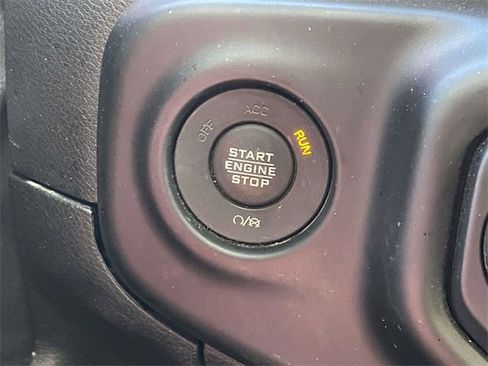 ACC
OFF
RUN
START
ENGINE
STOP